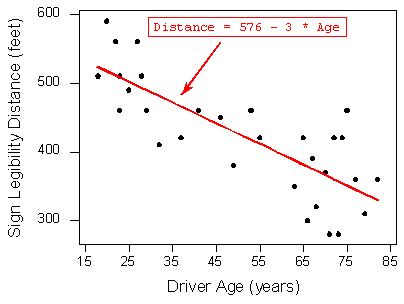 600
500
400
300
Sign Legibility Distance (feet)
Distance = 576 - 3 * Age
15 25 35 45 55 65 75 85
Driver Age (years)